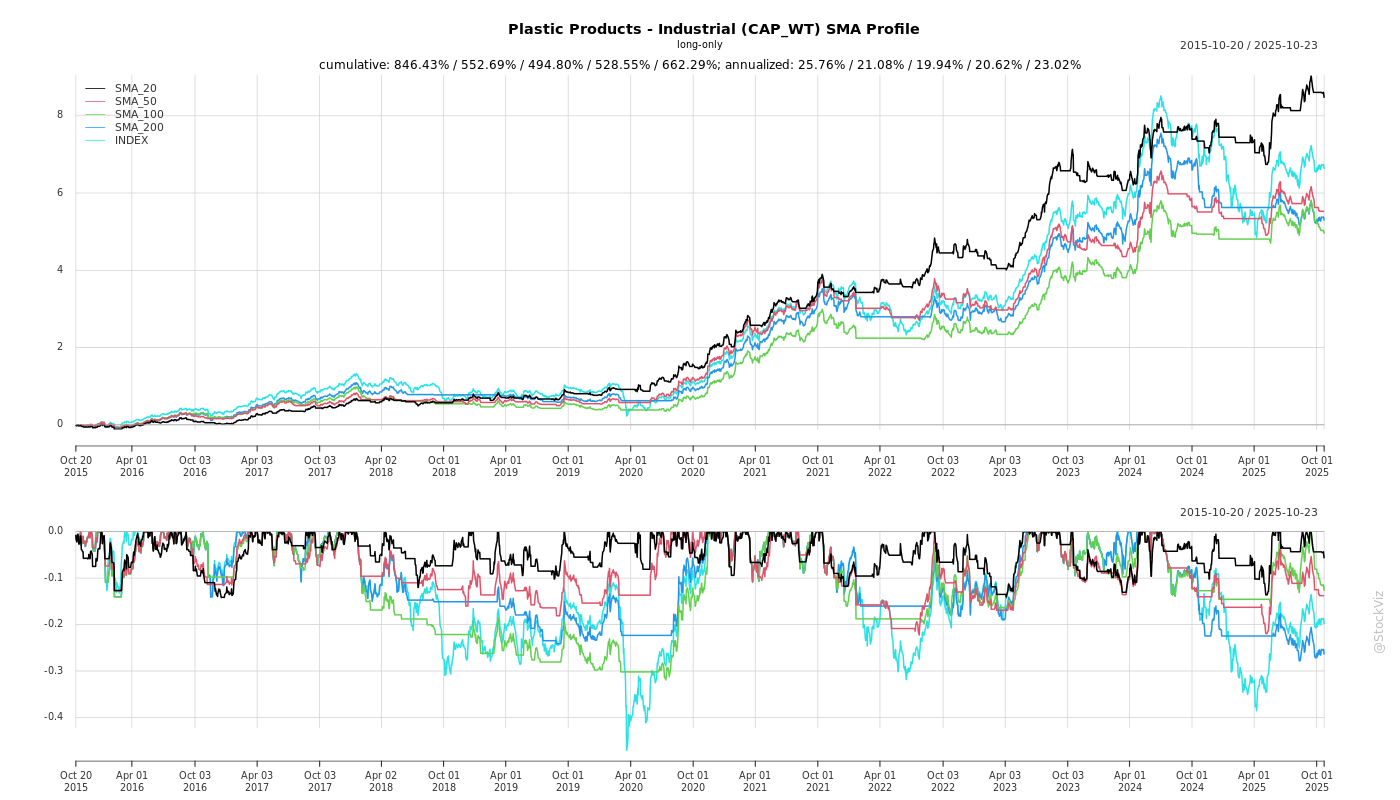 Plastic Products - Industrial (CAP_WT) SMA Profile
long-only
2015-10-20 / 2025-10-23
cumulative: 846.43% / 552.69% / 494.80% / 528.55% / 662.29%; annualized: 25.76% / 21.08% / 19.94% / 20.62% / 23.02%
SMA_20
SMA_50
SMA_100
SMA_200
INDEX
8
6
4
2
0
Oct 20 Apr 01 Oct 03 Apr 03 Oct 03 Apr 02 Oct 01 Apr 01 Oct 01 Apr 01 Oct 01 Apr 01 Oct 01 Apr 01 Oct 03 Apr 03 Oct 03 Apr 01 Oct 01 Apr 01 Oct 01
2015 2016 2016 2017 2017 2018 2018 2019 2019 2020 2020 2021 2021 2022 2022 2023 2023 2024 2024 2025 2025
2015-10-20 / 2025-10-23
0.0
-0.1
-0.2
-0.3
-0.4
Oct 20 Apr 01 Oct 03 Apr 03 Oct 03 Apr 02 Oct 01 Apr 01 Oct 01 Apr 01 Oct 01 Apr 01 Oct 01 Apr 01 Oct 03 Apr 03 Oct 03 Apr 01 Oct 01 Apr 01 Oct 01
2015 2016 2016 2017 2017 2018 2018 2019 2019 2020 2020 2021 2021 2022 2022 2023 2023 2024 2024 2025 2025
@StockViz